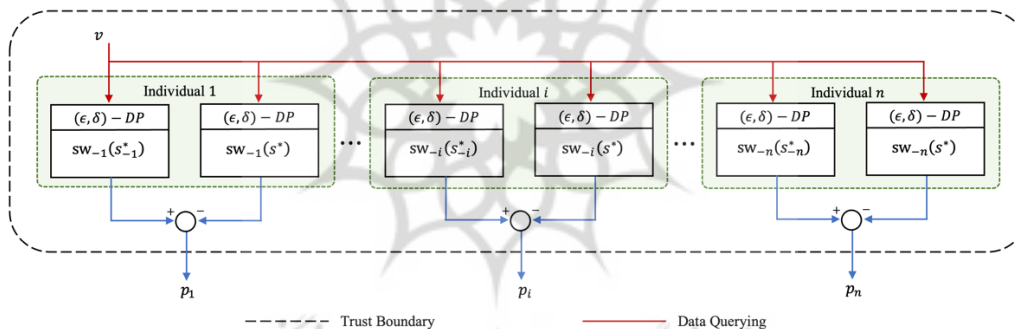 v
Individual 1
Individual i
Individual n
(ϵ, δ) − DP
(ϵ, δ) − DP
(ϵ, δ) − DP
(ϵ, δ) − DP
(ϵ, δ) − DP
(ϵ, δ) − DP
sw₋₁(s*₋₁)
sw₋₁(s*)
...
sw₋ᵢ(s*₋ᵢ)
sw₋ᵢ(s*)
...
sw₋ₙ(s*₋ₙ)
sw₋ₙ(s*)
+ −
+ −
+ −
p₁
pᵢ
pₙ
Trust Boundary
Data Querying